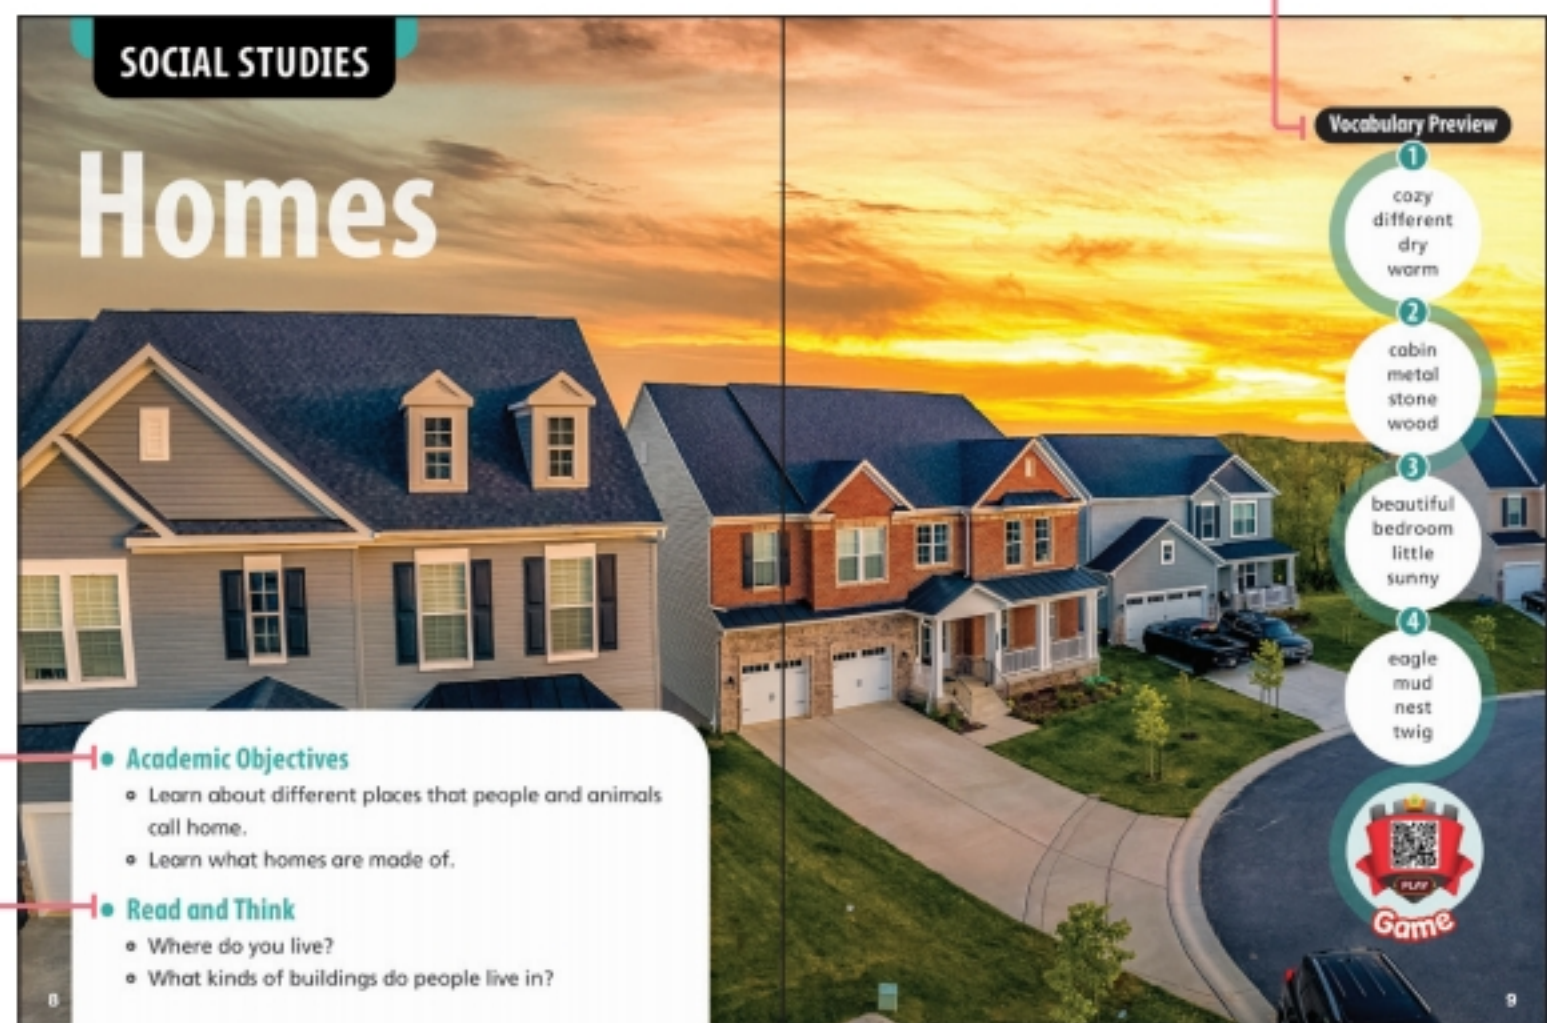 SOCIAL STUDIES
Homes
Academic Objectives
Learn about different places that people and animals
call home.
Learn what homes are made of.
Read and Think
Where do you live?
What kinds of buildings do people live in?
8
Vocabulary Preview
1
cozy
different
dry
warm
2
cabin
metal
stone
wood
3
beautiful
bedroom
little
sunny
4
eagle
mud
nest
twig
PLAY
Game
9